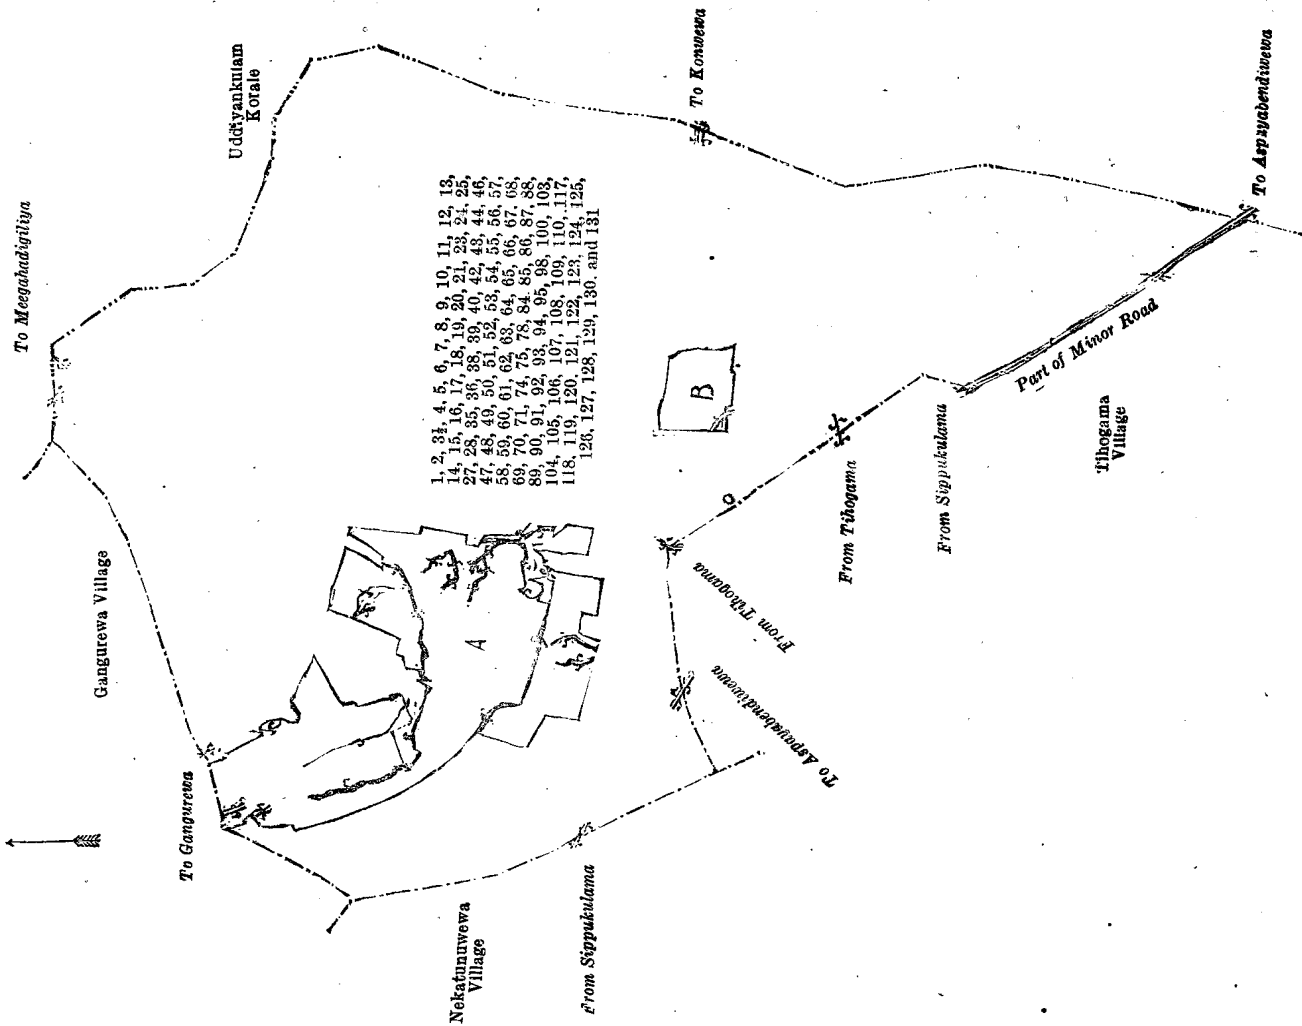 To Meegahadigiliya
Uddiyankulam
Korale
To Konwewa
To Aspayabendiwewa
Gangurewa Village
To Gangurewa
1, 2, 3½, 4, 5, 6, 7, 8, 9, 10, 11, 12, 13,
14, 15, 16, 17, 18, 19, 20, 21, 23, 24, 25,
27, 28, 35, 36, 38, 39, 40, 42, 43, 44, 46,
47, 48, 49, 50, 51, 52, 53, 54, 55, 56, 57,
58, 59, 60, 61, 62, 63, 64, 65, 66, 67, 68,
69, 70, 71, 74, 75, 78, 84, 85, 86, 87, 88,
89, 90, 91, 92, 93, 94, 95, 98, 100, 103,
104, 105, 106, 107, 108, 109, 110, 117,
118, 119, 120, 121, 122, 123, 124, 125,
126, 127, 128, 129, 130, and 131
A
B
Nekatunuwewa
Village
From Sippukulama
From Tihogama
To Aspayabendiwewa
From Tihogama
From Sippukulama
Part of Minor Road
Tihogama
Village